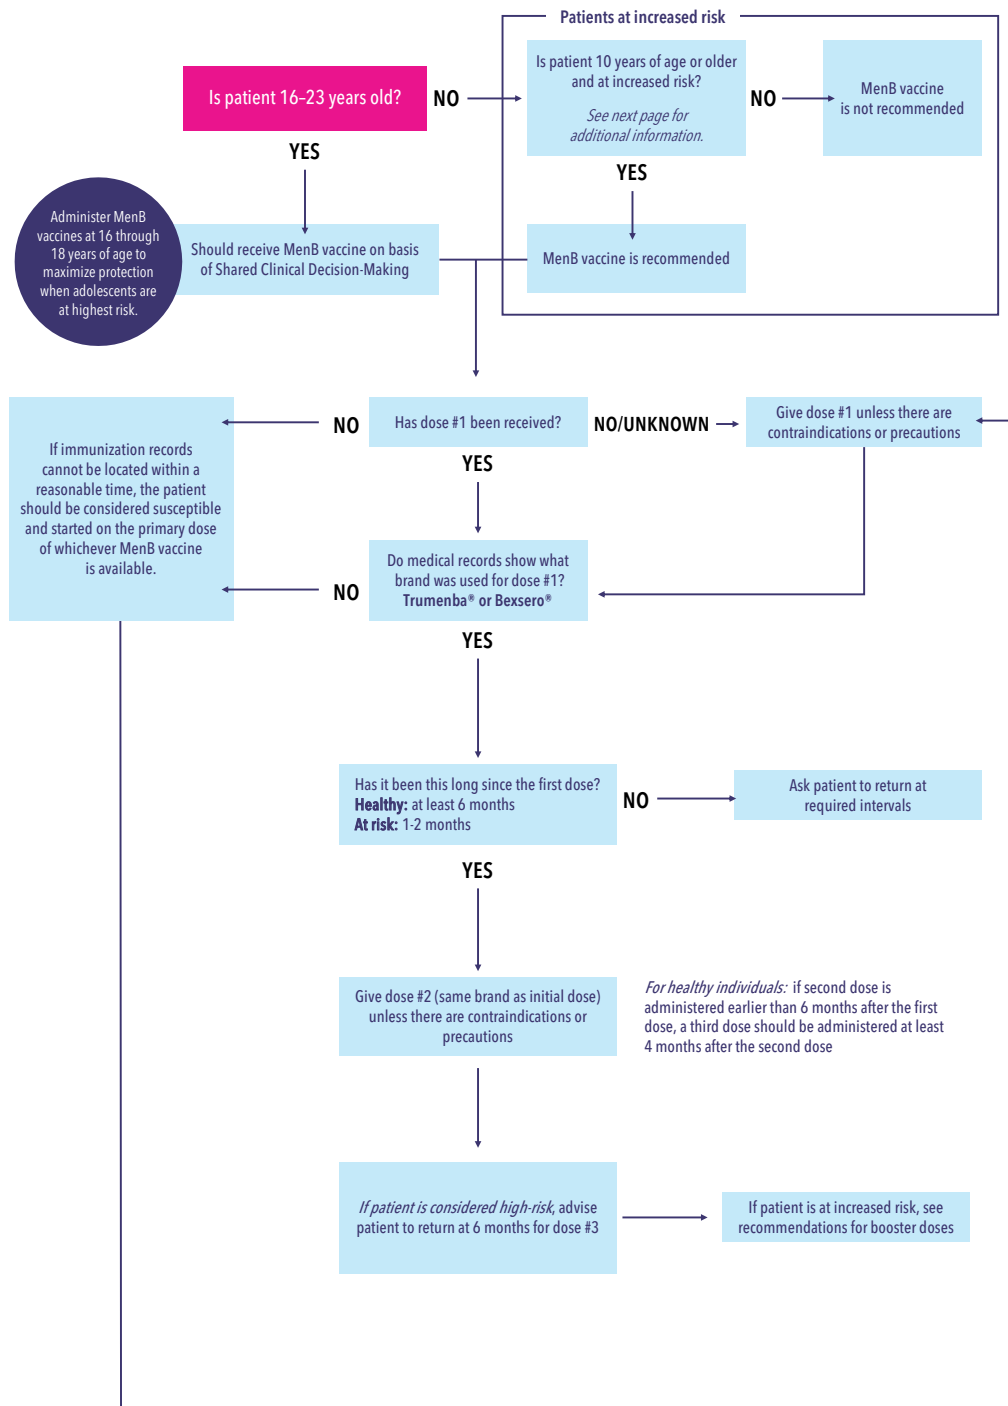 Patients at increased risk
Is patient 16–23 years old?
NO
Is patient 10 years of age or older
and at increased risk?
See next page for
additional information.
NO
MenB vaccine
is not recommended
YES
YES
Administer MenB
vaccines at 16 through
18 years of age to
maximize protection
when adolescents are
at highest risk.
Should receive MenB vaccine on basis
of Shared Clinical Decision-Making
MenB vaccine is recommended
If immunization records
cannot be located within a
reasonable time, the patient
should be considered susceptible
and started on the primary dose
of whichever MenB vaccine
is available.
NO
Has dose #1 been received?
NO/UNKNOWN
Give dose #1 unless there are
contraindications or precautions
YES
NO
Do medical records show what
brand was used for dose #1?
Trumenba® or Bexsero®
YES
Has it been this long since the first dose?
Healthy: at least 6 months
At risk: 1-2 months
NO
Ask patient to return at
required intervals
YES
Give dose #2 (same brand as initial dose)
unless there are contraindications or
precautions
For healthy individuals: if second dose is
administered earlier than 6 months after the first
dose, a third dose should be administered at least
4 months after the second dose
If patient is considered high-risk, advise
patient to return at 6 months for dose #3
If patient is at increased risk, see
recommendations for booster doses